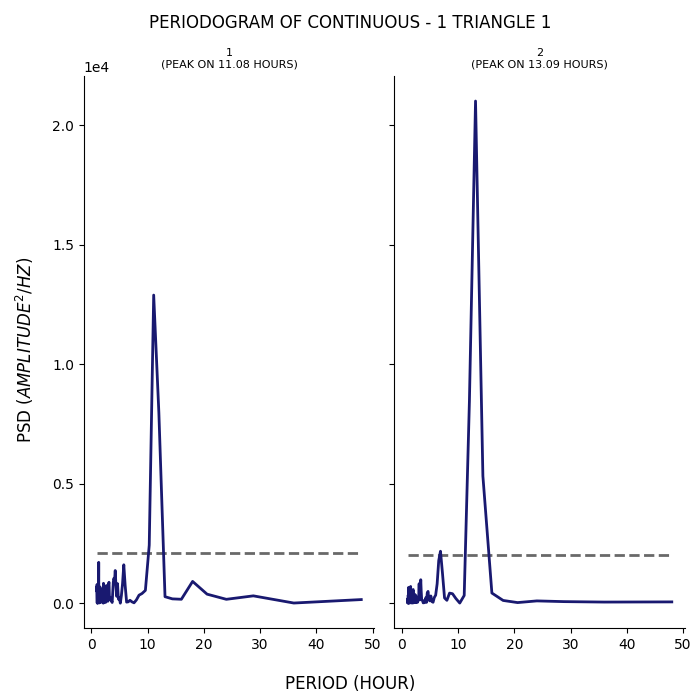 PERIODOGRAM OF CONTINUOUS - 1 TRIANGLE 1
1
(PEAK ON 11.08 HOURS)
2
(PEAK ON 13.09 HOURS)
1e4
2.0
1.5
1.0
0.5
0.0
PSD (AMPLITUDE²/HZ)
0 10 20 30 40 50
0 10 20 30 40 50
PERIOD (HOUR)